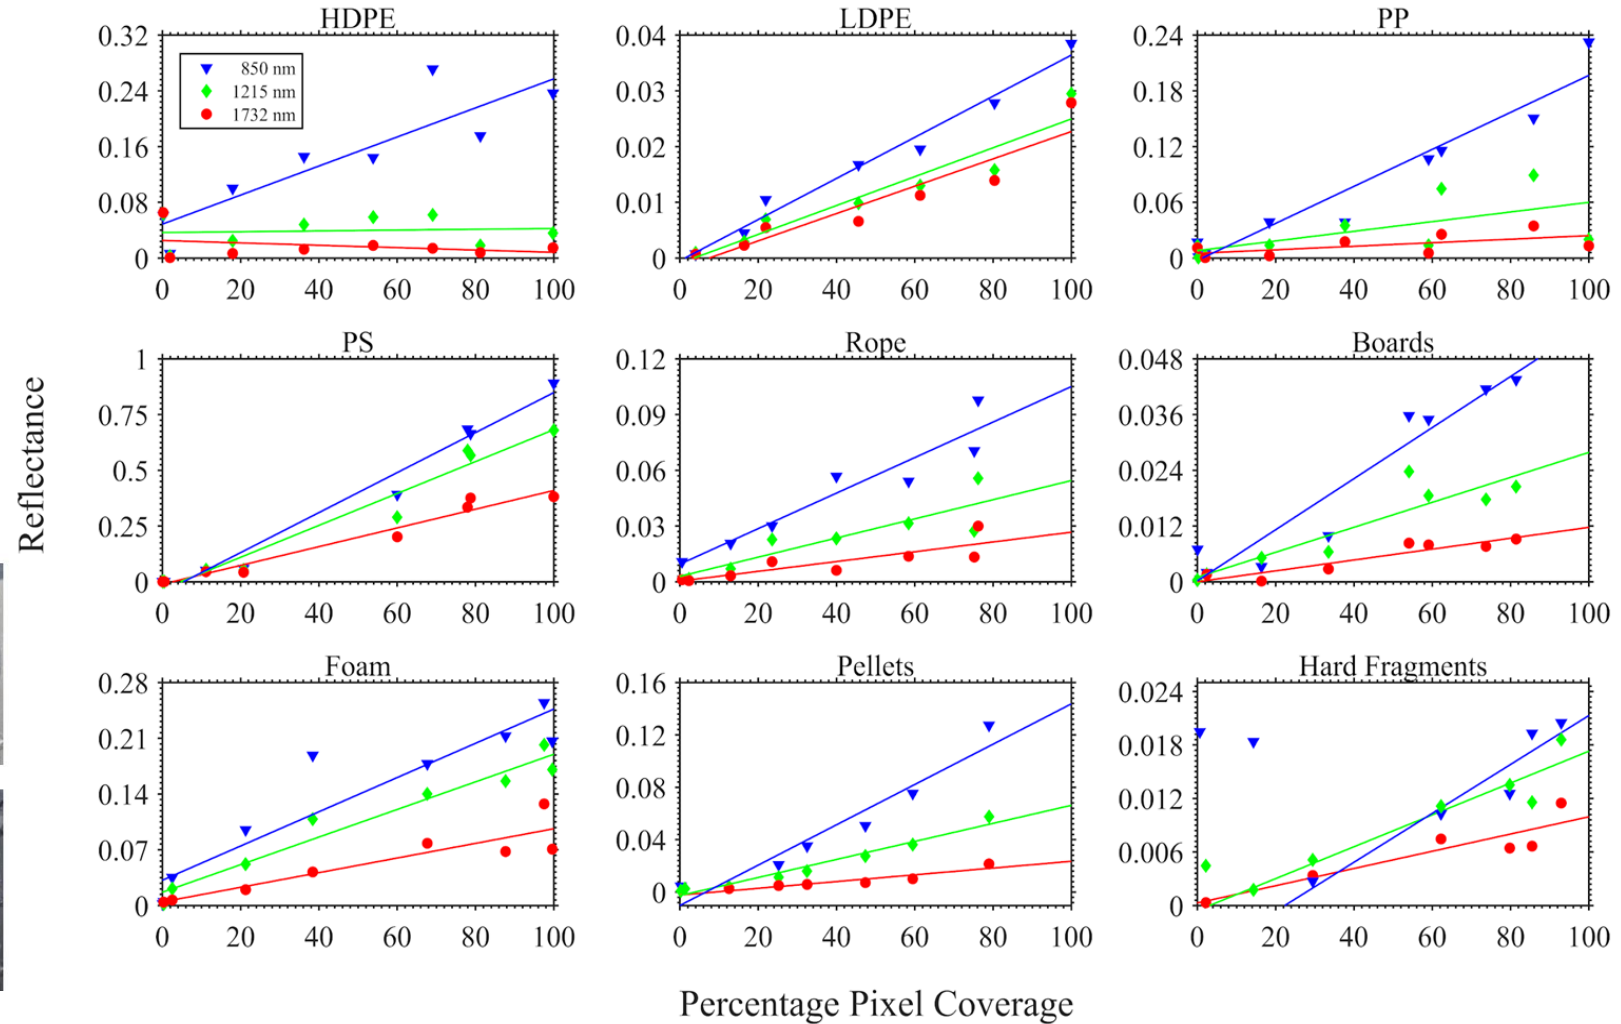 HDPE LDPE PP
0.32 0.04 0.24
850 nm
0.24 0.03 0.18
1215 nm
1732 nm
0.16 0.02 0.12
0.08 0.01 0.06
0 0 0
0 20 40 60 80 100 0 20 40 60 80 100 0 20 40 60 80 100
PS Rope Boards
1 0.12 0.048
0.75 0.09 0.036
Reflectance
0.5 0.06 0.024
0.25 0.03 0.012
0 0 0
0 20 40 60 80 100 0 20 40 60 80 100 0 20 40 60 80 100
Foam Pellets Hard Fragments
0.28 0.16 0.024
0.21 0.12 0.018
0.14 0.08 0.012
0.07 0.04 0.006
0 0 0
0 20 40 60 80 100 0 20 40 60 80 100 0 20 40 60 80 100
Percentage Pixel Coverage